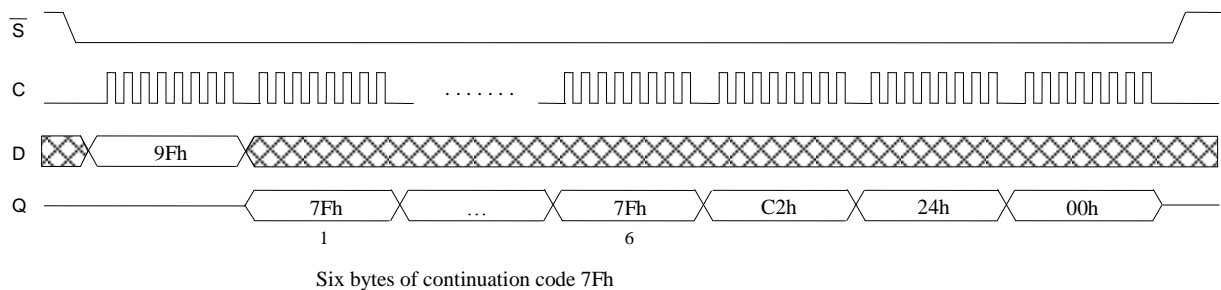 S
C .......
D 9Fh
Q 7Fh ... 7Fh C2h 24h 00h
1 6
Six bytes of continuation code 7Fh